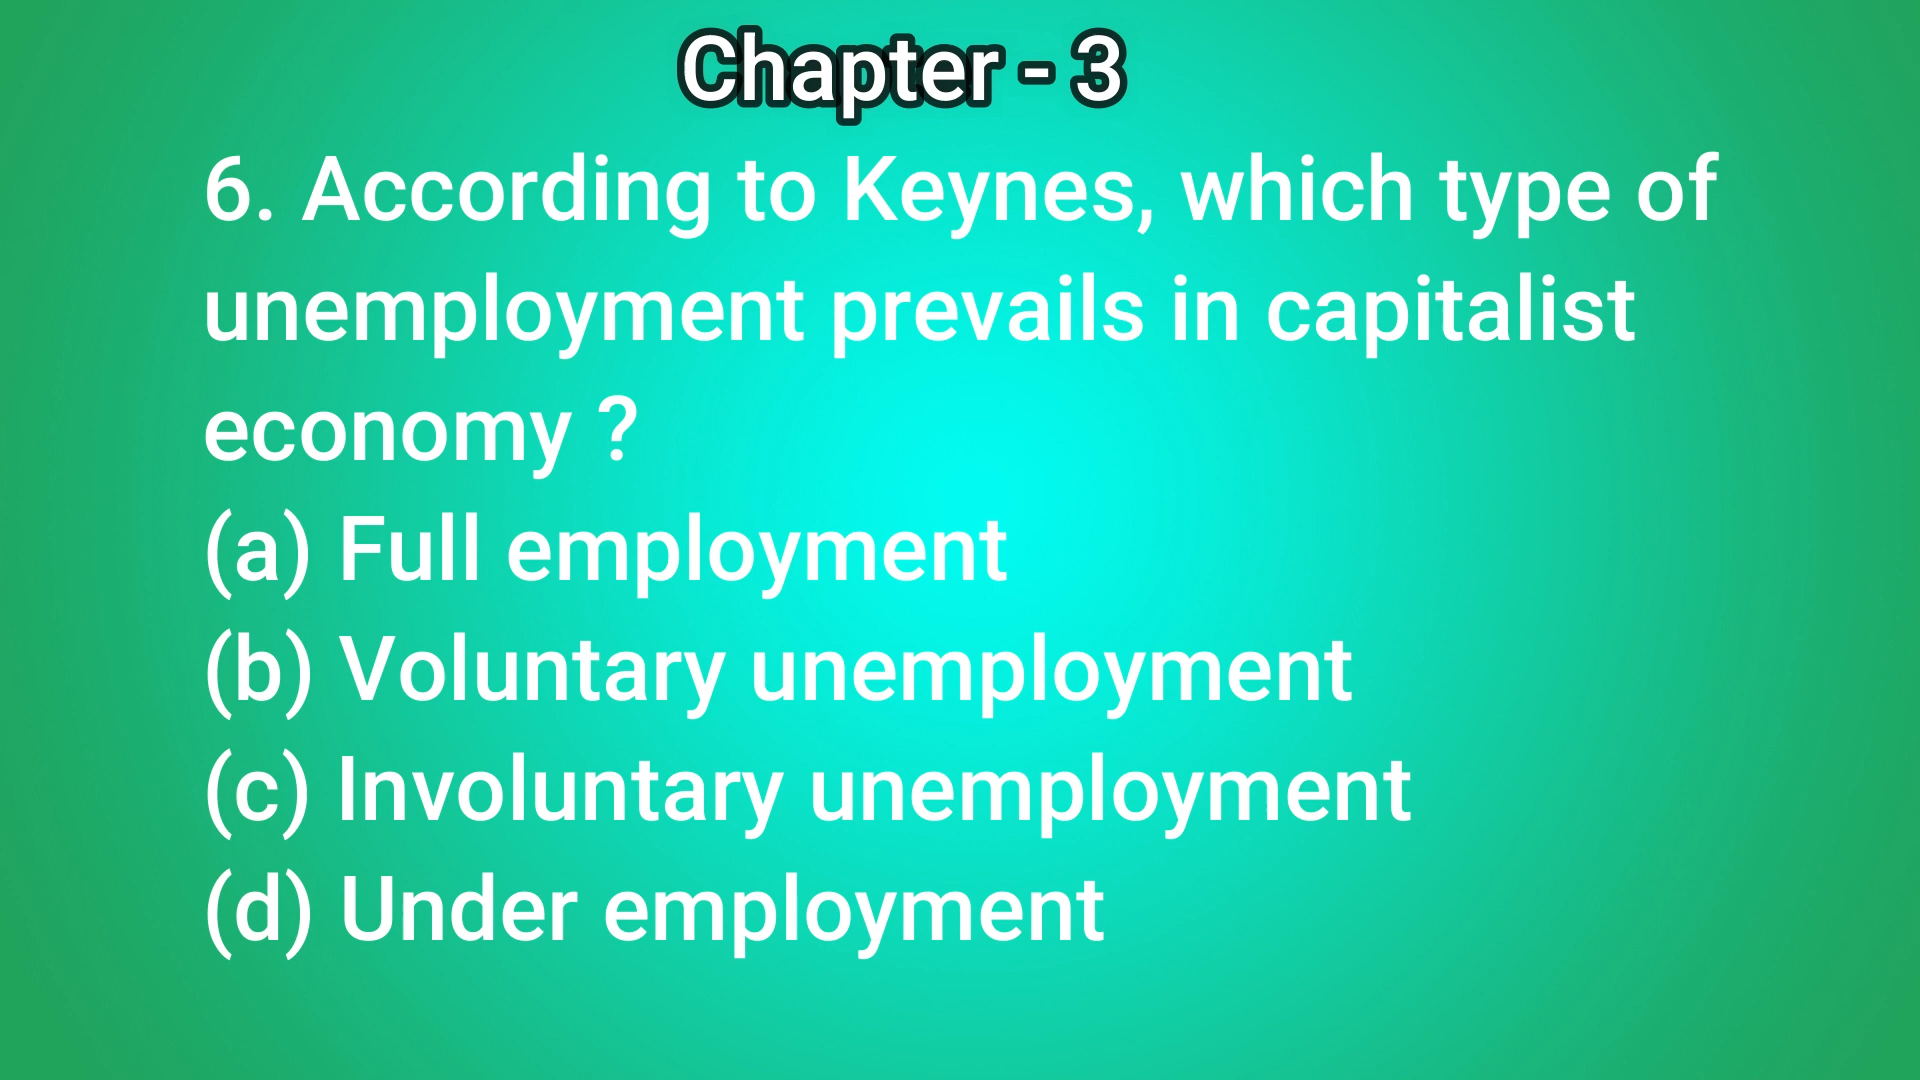 Chapter - 3
6. According to Keynes, which type of
unemployment prevails in capitalist
economy ?
(a) Full employment
(b) Voluntary unemployment
(c) Involuntary unemployment
(d) Under employment